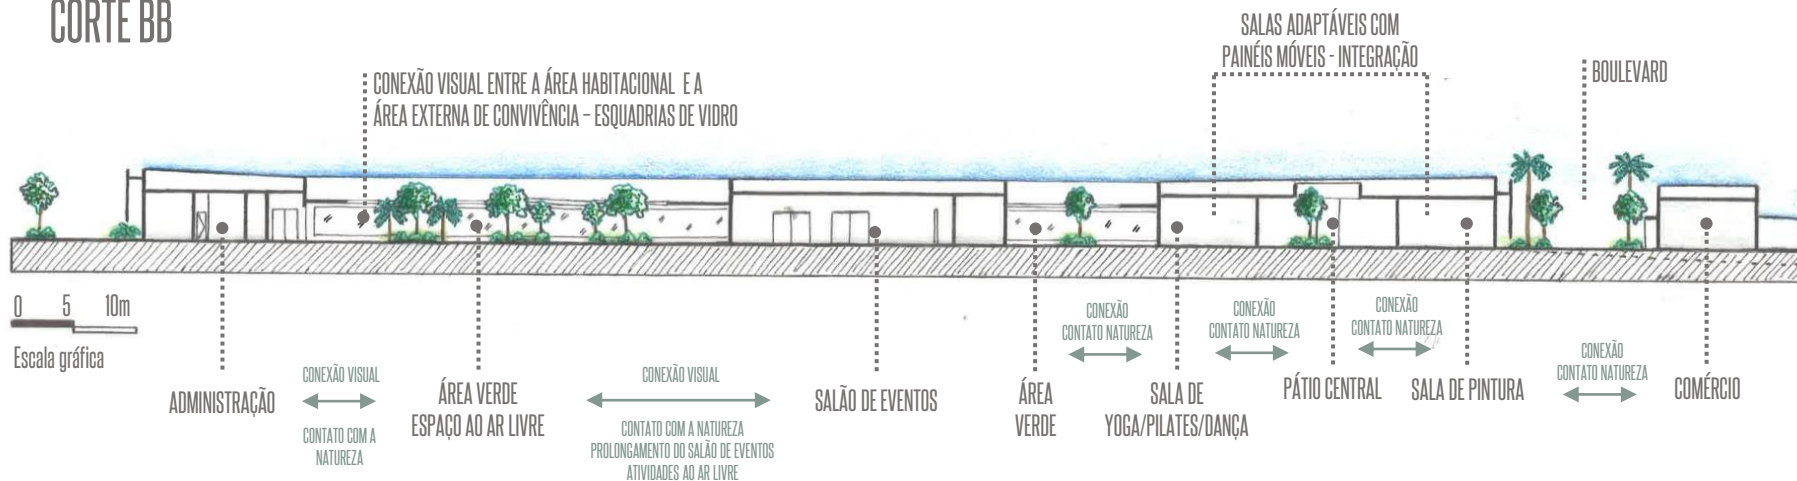 CORTE BB
SALAS ADAPTÁVEIS COM
PAINÉIS MÓVEIS - INTEGRAÇÃO
BOULEVARD
CONEXÃO VISUAL ENTRE A ÁREA HABITACIONAL E A
ÁREA EXTERNA DE CONVIVÊNCIA – ESQUADRIAS DE VIDRO
0 5 10m
Escala gráfica
ADMINISTRAÇÃO
CONEXÃO VISUAL
CONTATO COM A
NATUREZA
ÁREA VERDE
ESPAÇO AO AR LIVRE
CONEXÃO VISUAL
CONTATO COM A NATUREZA
PROLONGAMENTO DO SALÃO DE EVENTOS
ATIVIDADES AO AR LIVRE
SALÃO DE EVENTOS
ÁREA
VERDE
CONEXÃO
CONTATO NATUREZA
SALA DE
YOGA/PILATES/DANÇA
CONEXÃO
CONTATO NATUREZA
PÁTIO CENTRAL
CONEXÃO
CONTATO NATUREZA
SALA DE PINTURA
CONEXÃO
CONTATO NATUREZA
COMÉRCIO